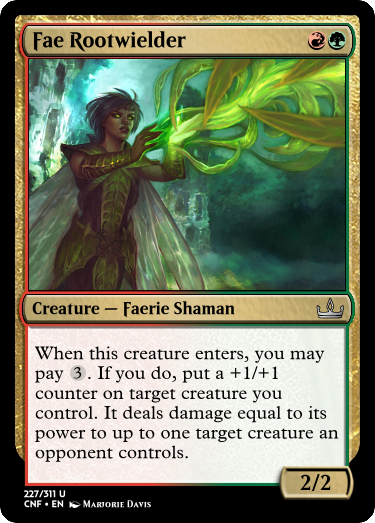 Fae Rootwielder
Creature — Faerie Shaman
When this creature enters, you may
pay 3. If you do, put a +1/+1
counter on target creature you
control. It deals damage equal to its
power to up to one target creature an
opponent controls.
2/2
227/311 U
CNF • EN Marjorie Davis